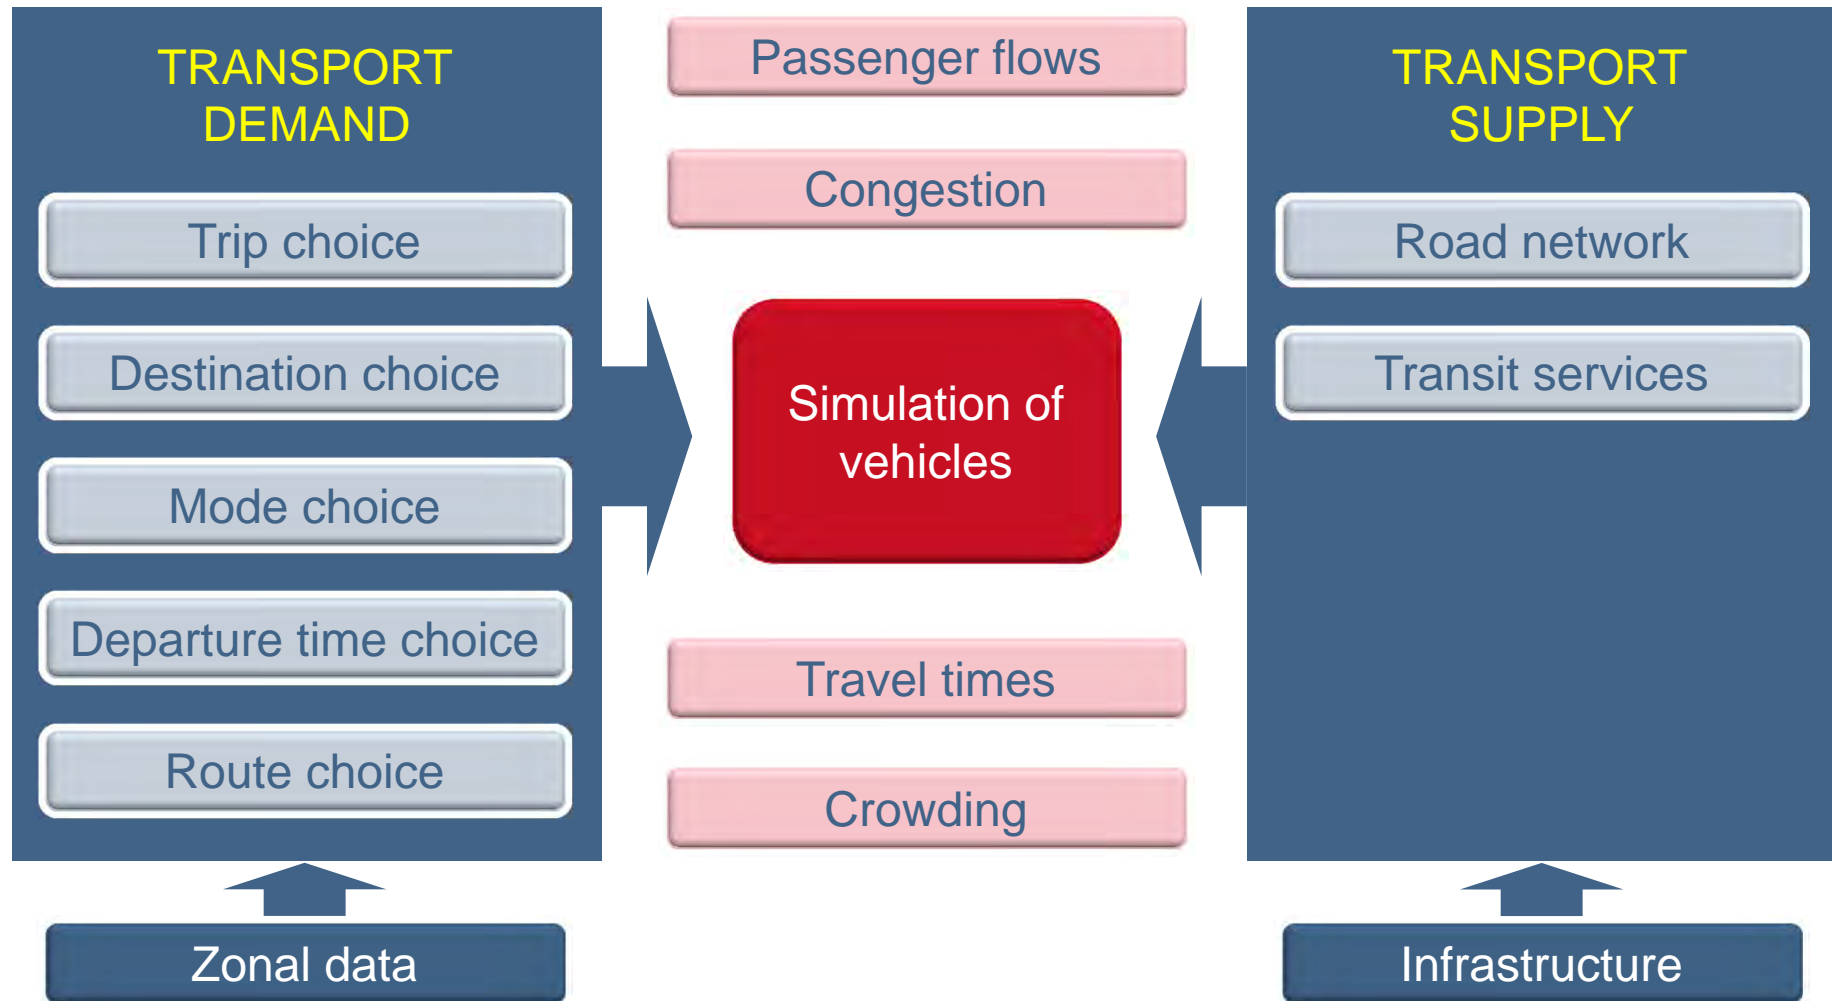 TRANSPORT
DEMAND
Trip choice
Destination choice
Mode choice
Departure time choice
Route choice
Zonal data
Passenger flows
Congestion
Simulation of
vehicles
Travel times
Crowding
TRANSPORT
SUPPLY
Road network
Transit services
Infrastructure